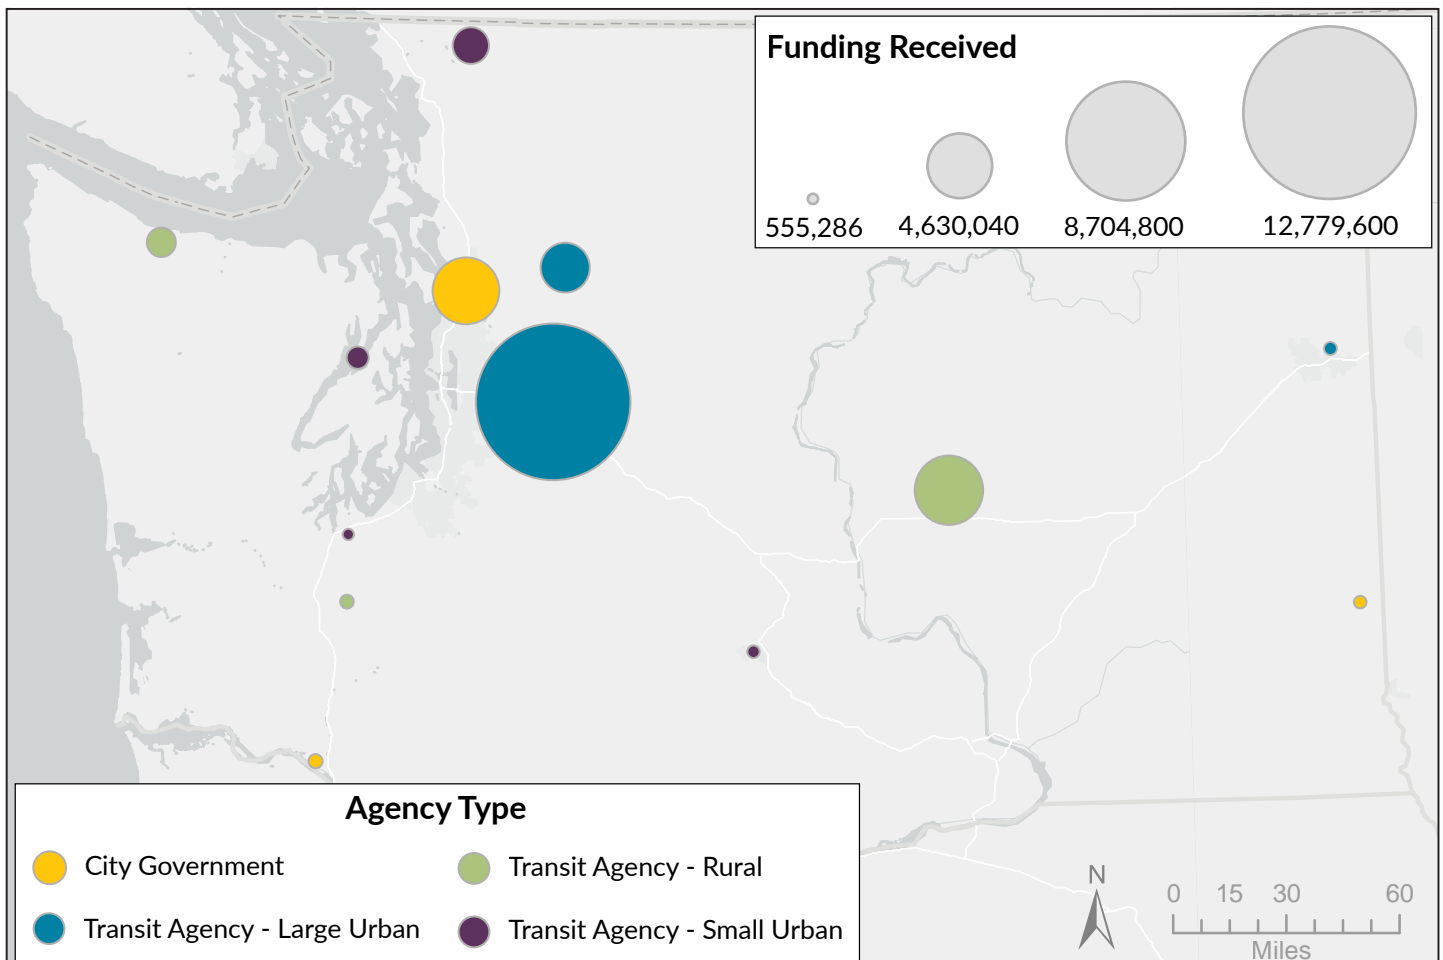 Funding Received
555,286 4,630,040 8,704,800 12,779,600
Agency Type
City Government Transit Agency - Rural
Transit Agency - Large Urban Transit Agency - Small Urban
N
0 15 30 60
Miles